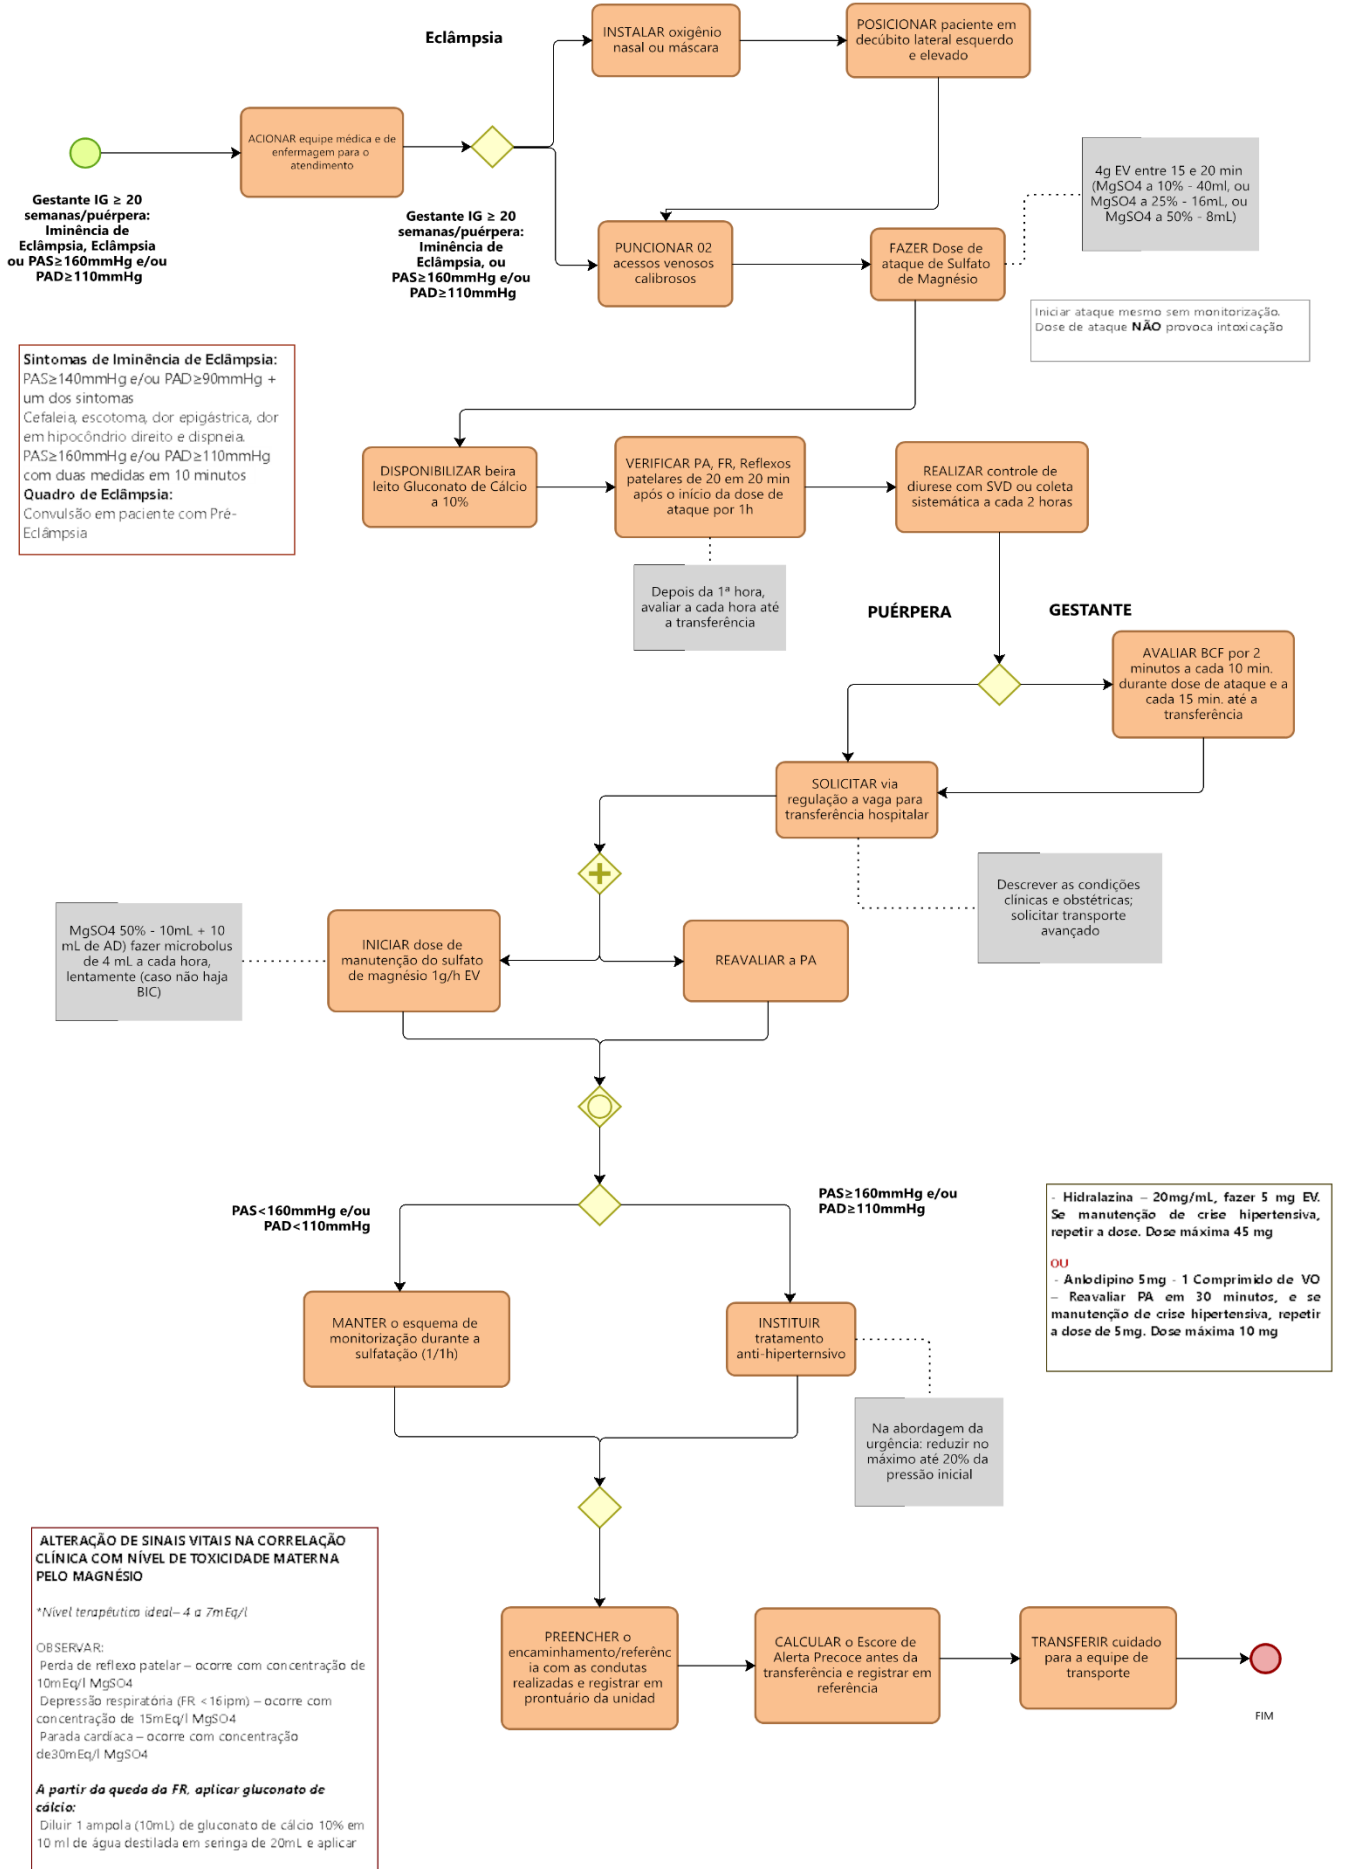 Eclâmpsia
INSTALAR oxigênio
nasal ou máscara
POSICIONAR paciente em
decúbito lateral esquerdo
e elevado
ACIONAR equipe médica e de
enfermagem para o
atendimento
Gestante IG ≥ 20
semanas/puérpera:
Iminência de
Eclâmpsia, Eclâmpsia
ou PAS≥160mmHg e/ou
PAD≥110mmHg
Gestante IG ≥ 20
semanas/puérpera:
Iminência de
Eclâmpsia, ou
PAS≥160mmHg e/ou
PAD≥110mmHg
PUNCIONAR 02
acessos venosos
calibrosos
FAZER Dose de
ataque de Sulfato
de Magnésio
4g EV entre 15 e 20 min
(MgSO4 a 10% - 40ml, ou
MgSO4 a 25% - 16mL, ou
MgSO4 a 50% - 8mL)
Iniciar ataque mesmo sem monitorização.
Dose de ataque NÃO provoca intoxicação
Sintomas de Iminência de Eclâmpsia:
PAS≥140mmHg e/ou PAD≥90mmHg +
um dos sintomas
Cefaleia, escotoma, dor epigástrica, dor
em hipocôndrio direito e dispneia.
PAS≥160mmHg e/ou PAD≥110mmHg
com duas medidas em 10 minutos
Quadro de Eclâmpsia:
Convulsão em paciente com Pré-
Eclâmpsia
DISPONIBILIZAR beira
leito Gluconato de Cálcio
a 10%
VERIFICAR PA, FR, Reflexos
patelares de 20 em 20 min
após o início da dose de
ataque por 1h
REALIZAR controle de
diurese com SVD ou coleta
sistemática a cada 2 horas
Depois da 1ª hora,
avaliar a cada hora até
a transferência
PUÉRPERA
GESTANTE
AVALIAR BCF por 2
minutos a cada 10 min.
durante dose de ataque e a
cada 15 min. até a
transferência
SOLICITAR via
regulação a vaga para
transferência hospitalar
Descrever as condições
clínicas e obstétricas;
solicitar transporte
avançado
MgSO4 50% - 10mL + 10
mL de AD) fazer microbolus
de 4 mL a cada hora,
lentamente (caso não haja
BIC)
INICIAR dose de
manutenção do sulfato
de magnésio 1g/h EV
REAVALIAR a PA
PAS<160mmHg e/ou
PAD<110mmHg
PAS≥160mmHg e/ou
PAD≥110mmHg
- Hidralazina – 20mg/mL, fazer 5 mg EV.
Se manutenção de crise hipertensiva,
repetir a dose. Dose máxima 45 mg
OU
- Anlodipino 5mg - 1 Comprimido de VO
– Reavaliar PA em 30 minutos, e se
manutenção de crise hipertensiva, repetir
a dose de 5mg. Dose máxima 10 mg
MANTER o esquema de
monitorização durante a
sulfatação (1/1h)
INSTITUIR
tratamento
anti-hiperternsivo
Na abordagem da
urgência: reduzir no
máximo até 20% da
pressão inicial
ALTERAÇÃO DE SINAIS VITAIS NA CORRELAÇÃO
CLÍNICA COM NÍVEL DE TOXICIDADE MATERNA
PELO MAGNÉSIO
*Nível terapêutico ideal– 4 a 7mEq/l
OBSERVAR:
Perda de reflexo patelar – ocorre com concentração de
10mEq/l MgSO4
Depressão respiratória (FR <16ipm) – ocorre com
concentração de 15mEq/l MgSO4
Parada cardíaca – ocorre com concentração
de30mEq/l MgSO4
A partir da queda da FR, aplicar gluconato de
cálcio:
Diluir 1 ampola (10mL) de gluconato de cálcio 10% em
10 ml de água destilada em seringa de 20mL e aplicar
PREENCHER o
encaminhamento/referênc
ia com as condutas
realizadas e registrar em
prontuário da unidad
CALCULAR o Escore de
Alerta Precoce antes da
transferência e registrar em
referência
TRANSFERIR cuidado
para a equipe de
transporte
FIM